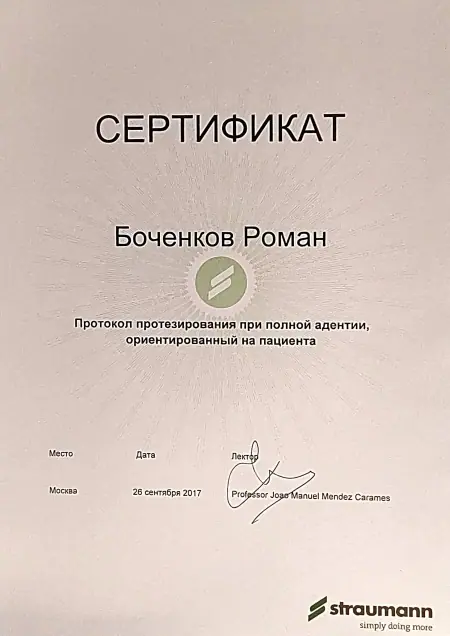 СЕРТИФИКАТ
Боченков Роман
Протокол протезирования при полной адентии,
ориентированный на пациента
Место Дата Лектор
Москва 26 сентября 2017 Professor Joao Manuel Mendez Carames
straumann
simply doing more